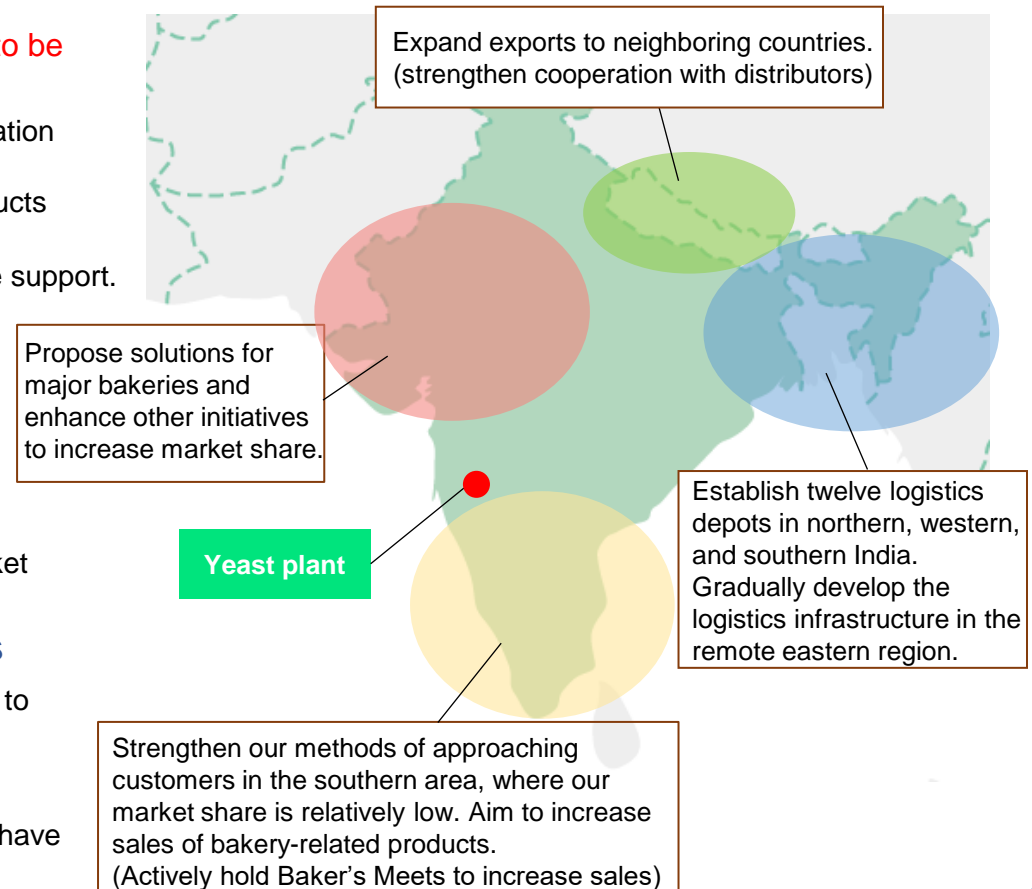 o be
ation
ucts
e support.
ket
s
to
have
Expand exports to neighboring countries.
(strengthen cooperation with distributors)
Propose solutions for
major bakeries and
enhance other initiatives
to increase market share.
Yeast plant
Establish twelve logistics
depots in northern, western,
and southern India.
Gradually develop the
logistics infrastructure in the
remote eastern region.
Strengthen our methods of approaching
customers in the southern area, where our
market share is relatively low. Aim to increase
sales of bakery-related products.
(Actively hold Baker's Meets to increase sales)